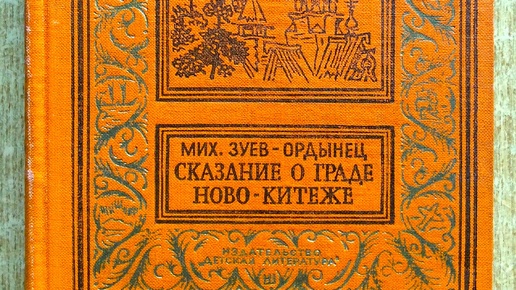 МИХ. ЗУЕВ-ОРДЫНЕЦ
СКАЗАНИЕ О ГРАДЕ
НОВО-КИТЕЖЕ
ИЗДАТЕЛЬСТВО
„ДЕТСКАЯ ЛИТЕРАТУРА"